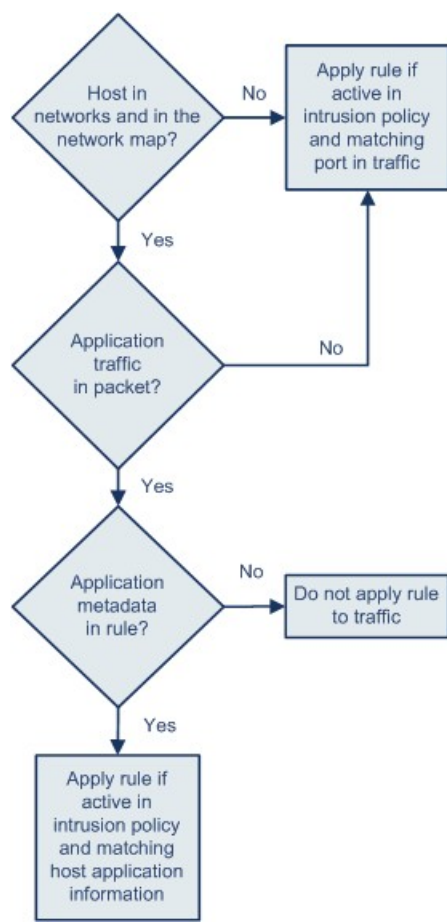 Host in
networks and in the
network map?
No
Apply rule if
active in
intrusion policy
and matching
port in traffic
Yes
Application
traffic
in packet?
No
Yes
Application
metadata
in rule?
No
Do not apply rule
to traffic
Yes
Apply rule if
active in
intrusion policy
and matching
host application
information